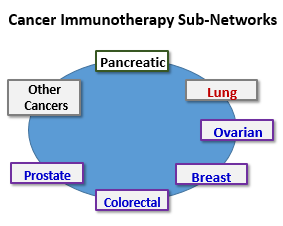 Cancer Immunotherapy Sub-Networks
Pancreatic
Other
Cancers
Lung
Ovarian
Prostate
Breast
Colorectal